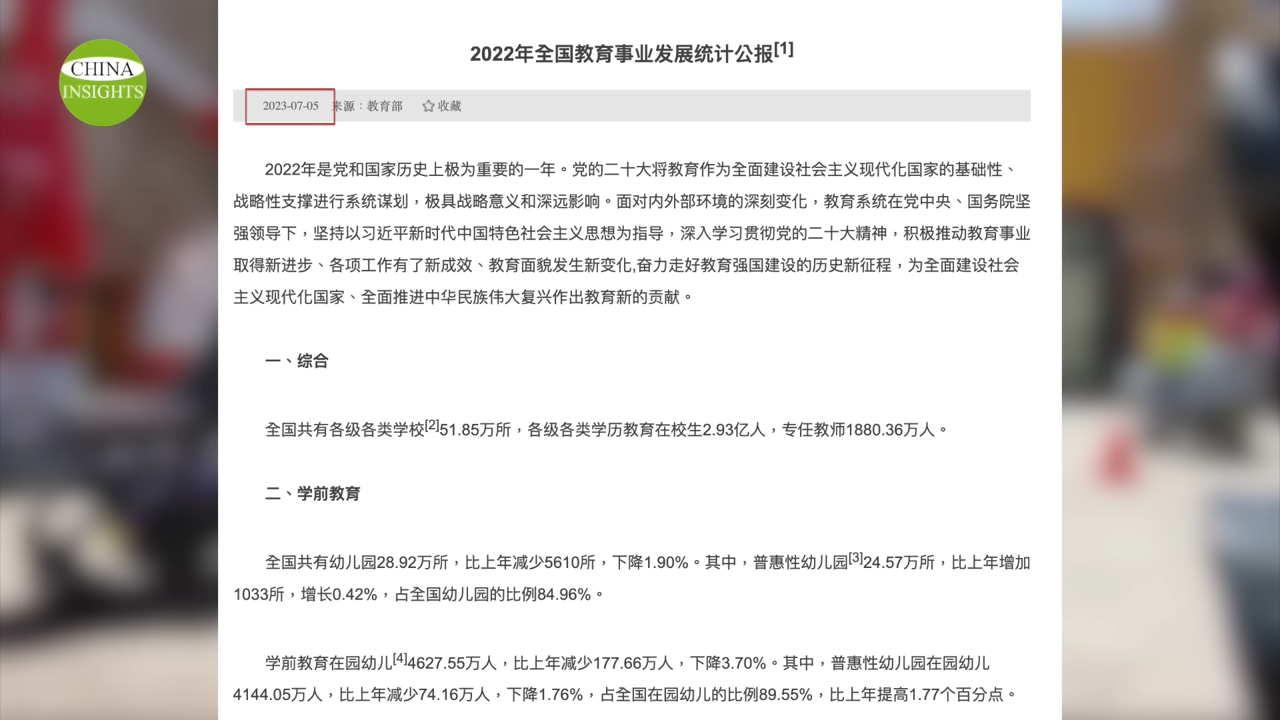 CHINA
INSIGHTS
2022年全国教育事业发展统计公报[1]
2023-07-05 来源：教育部 收藏
2022年是党和国家历史上极为重要的一年。党的二十大将教育作为全面建设社会主义现代化国家的基础性、
战略性支撑进行系统谋划，极具战略意义和深远影响。面对内外部环境的深刻变化，教育系统在党中央、国务院坚
强领导下，坚持以习近平新时代中国特色社会主义思想为指导，深入学习贯彻党的二十大精神，积极推动教育事业
取得新进步、各项工作有了新成效、教育面貌发生新变化,奋力走好教育强国建设的历史新征程，为全面建设社会
主义现代化国家、全面推进中华民族伟大复兴作出教育新的贡献。
一、综合
全国共有各级各类学校[2]51.85万所，各级各类学历教育在校生2.93亿人，专任教师1880.36万人。
二、学前教育
全国共有幼儿园28.92万所，比上年减少5610所，下降1.90%。其中，普惠性幼儿园[3]24.57万所，比上年增加
1033所，增长0.42%，占全国幼儿园的比例84.96%。
学前教育在园幼儿[4]4627.55万人，比上年减少177.66万人，下降3.70%。其中，普惠性幼儿园在园幼儿
4144.05万人，比上年减少74.16万人，下降1.76%，占全国在园幼儿的比例89.55%，比上年提高1.77个百分点。